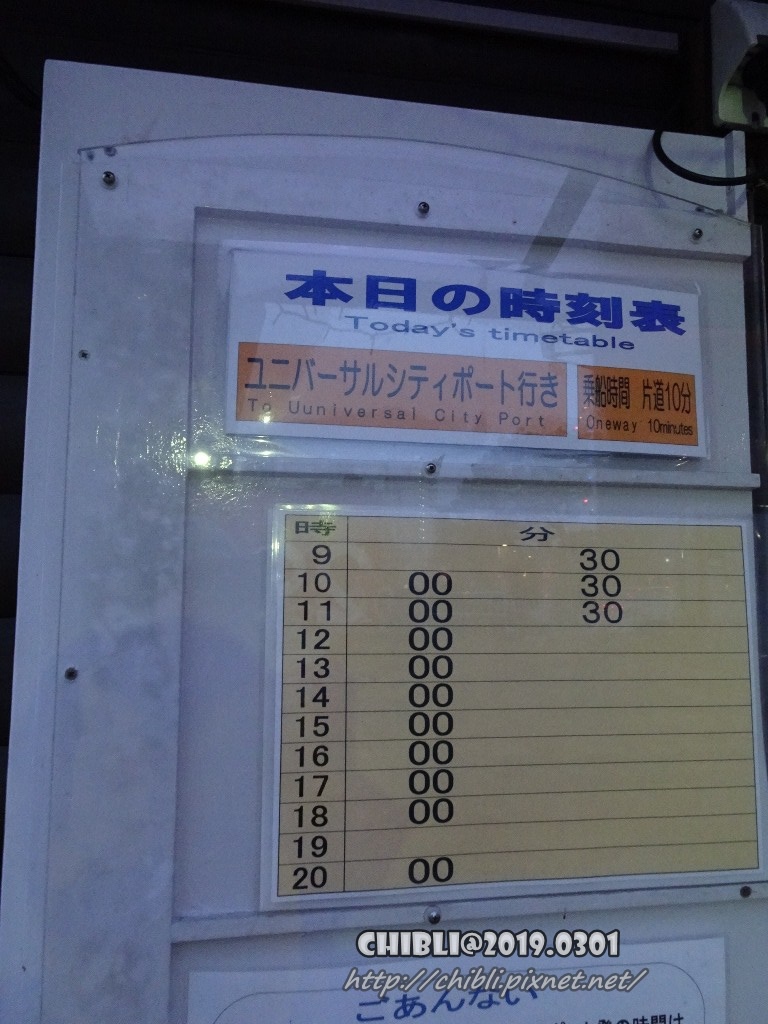 本日の時刻表
Today's timetable
ユニバーサルシティポート行き
To Uuniversal City Port
乗船時間 片道10分
Oneway 10minutes
時 分
9 30
10 00 30
11 00 30
12 00
13 00
14 00
15 00
16 00
17 00
18 00
19
20 00
CHIBLI@2019.0301
http://chibli.pixnet.net/
ごあんない
の時間は